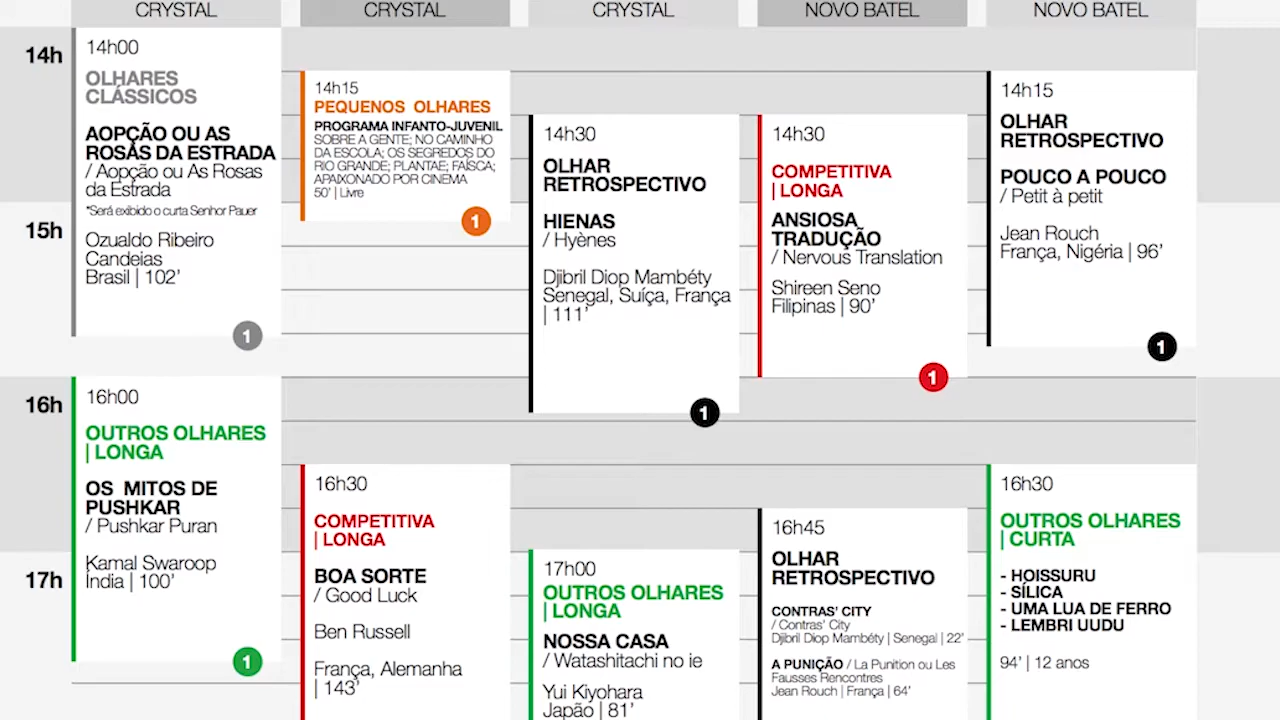 CRYSTAL
CRYSTAL
CRYSTAL
NOVO BATEL
NOVO BATEL
14h
15h
16h
17h
14h00
OLHARES
CLÁSSICOS
AOPÇÃO OU AS
ROSAS DA ESTRADA
/ Aopção ou As Rosas
da Estrada
*Será exibido o curta Senhor Pauer
Ozualdo Ribeiro
Candeias
Brasil | 102'
1
16h00
OUTROS OLHARES
| LONGA
OS MITOS DE
PUSHKAR
/ Pushkar Puran
Kamal Swaroop
Índia | 100'
1
14h15
PEQUENOS OLHARES
PROGRAMA INFANTO-JUVENIL
SOBRE A GENTE; NO CAMINHO
DA ESCOLA; OS SEGREDOS DO
RIO GRANDE; PLANTAE; FAÍSCA;
APAIXONADO POR CINEMA
50' | Livre
1
16h30
COMPETITIVA
| LONGA
BOA SORTE
/ Good Luck
Ben Russell
França, Alemanha
| 143'
14h30
OLHAR
RETROSPECTIVO
HIENAS
/ Hyènes
Djibril Diop Mambéty
Senegal, Suíça, França
| 111'
1
17h00
OUTROS OLHARES
| LONGA
NOSSA CASA
/ Watashitachi no ie
Yui Kiyohara
Japão | 81'
14h30
COMPETITIVA
| LONGA
ANSIOSA
TRADUÇÃO
/ Nervous Translation
Shireen Seno
Filipinas | 90'
1
16h45
OLHAR
RETROSPECTIVO
CONTRAS' CITY
/ Contras' City
Djibril Diop Mambéty | Senegal | 22'
A PUNIÇÃO / La Punition ou Les
Fausses Rencontres
Jean Rouch | França | 64'
14h15
OLHAR
RETROSPECTIVO
POUCO A POUCO
/ Petit à petit
Jean Rouch
França, Nigéria | 96'
1
16h30
OUTROS OLHARES
| CURTA
- HOISSURU
- SÍLICA
- UMA LUA DE FERRO
- LEMBRI UUDU
94' | 12 anos